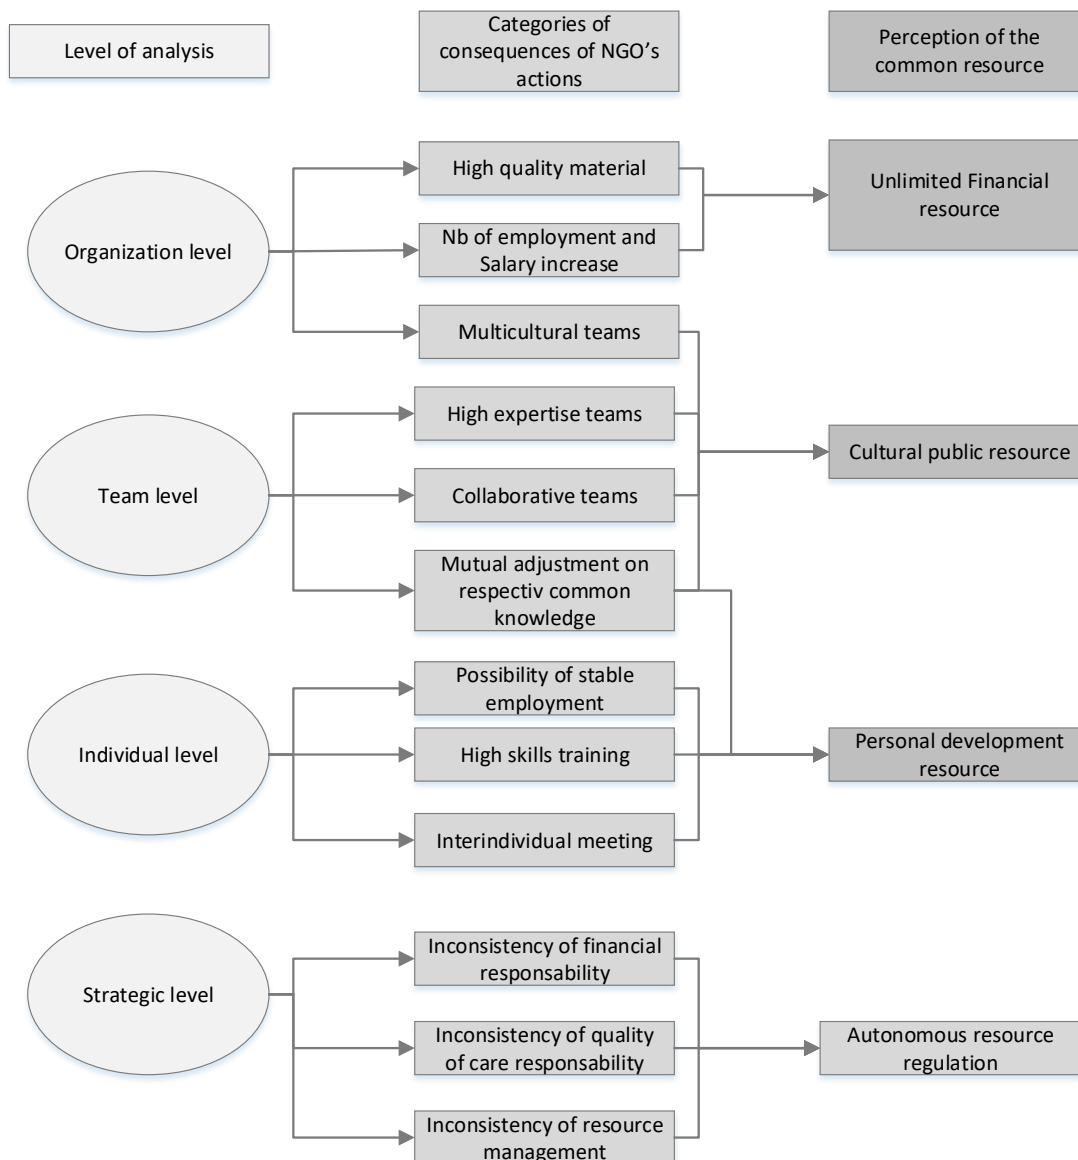 Level of analysis
Categories of
consequences of NGO's
actions
Perception of the
common resource
Organization level
High quality material
Nb of employment and
Salary increase
Multicultural teams
Unlimited Financial
resource
Team level
High expertise teams
Collaborative teams
Mutual adjustment on
respectiv common
knowledge
Cultural public resource
Individual level
Possibility of stable
employment
High skills training
Interindividual meeting
Personal development
resource
Strategic level
Inconsistency of financial
responsability
Inconsistency of quality
of care responsability
Inconsistency of resource
management
Autonomous resource
regulation